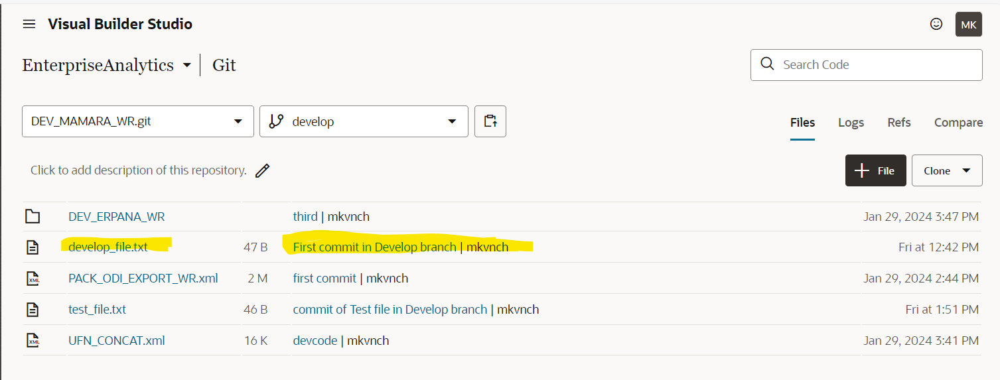 Visual Builder Studio
MK
EnterpriseAnalytics Git
Search Code
DEV_MAMARA_WR.git develop
Files Logs Refs Compare
Click to add description of this repository.
File Clone
DEV_ERPANA_WR third | mkvnch Jan 29, 2024 3:47 PM
develop_file.txt 47 B First commit in Develop branch | mkvnch Fri at 12:42 PM
XML PACK_ODI_EXPORT_WR.xml 2 M first commit | mkvnch Jan 29, 2024 2:44 PM
test_file.txt 46 B commit of Test file in Develop branch | mkvnch Fri at 1:51 PM
XML UFN_CONCAT.xml 16 K devcode | mkvnch Jan 29, 2024 3:41 PM